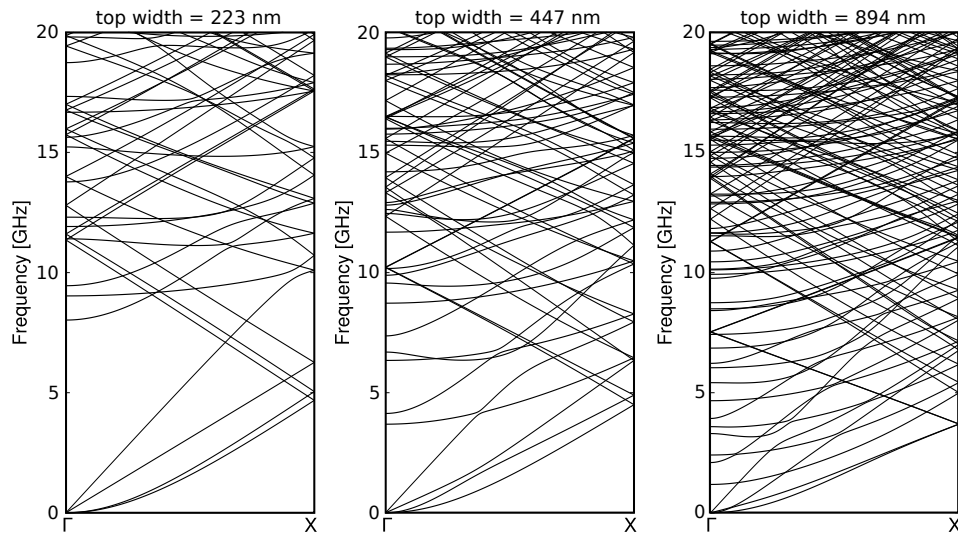 top width = 223 nm
20
15
10
5
0
Frequency [GHz]
Γ X
top width = 447 nm
20
15
10
5
0
Frequency [GHz]
Γ X
top width = 894 nm
20
15
10
5
0
Frequency [GHz]
Γ X